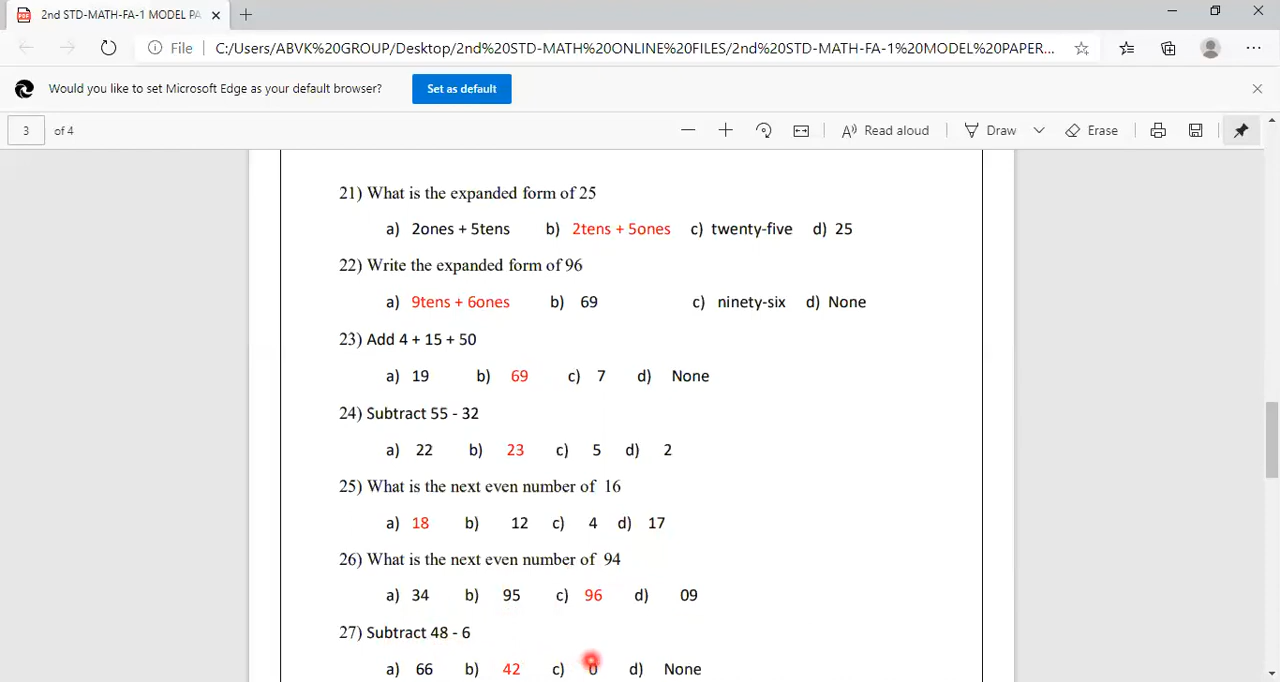 2nd STD-MATH-FA-1 MODEL PA
File C:/Users/ABVK%20GROUP/Desktop/2nd%20STD-MATH%20ONLINE%20FILES/2nd%20STD-MATH-FA-1%20MODEL%20PAPER...
Would you like to set Microsoft Edge as your default browser? Set as default
3 of 4 Read aloud Draw Erase
21) What is the expanded form of 25
a) 2ones + 5tens b) 2tens + 5ones c) twenty-five d) 25
22) Write the expanded form of 96
a) 9tens + 6ones b) 69 c) ninety-six d) None
23) Add 4 + 15 + 50
a) 19 b) 69 c) 7 d) None
24) Subtract 55 - 32
a) 22 b) 23 c) 5 d) 2
25) What is the next even number of 16
a) 18 b) 12 c) 4 d) 17
26) What is the next even number of 94
a) 34 b) 95 c) 96 d) 09
27) Subtract 48 - 6
a) 66 b) 42 c) 0 d) None